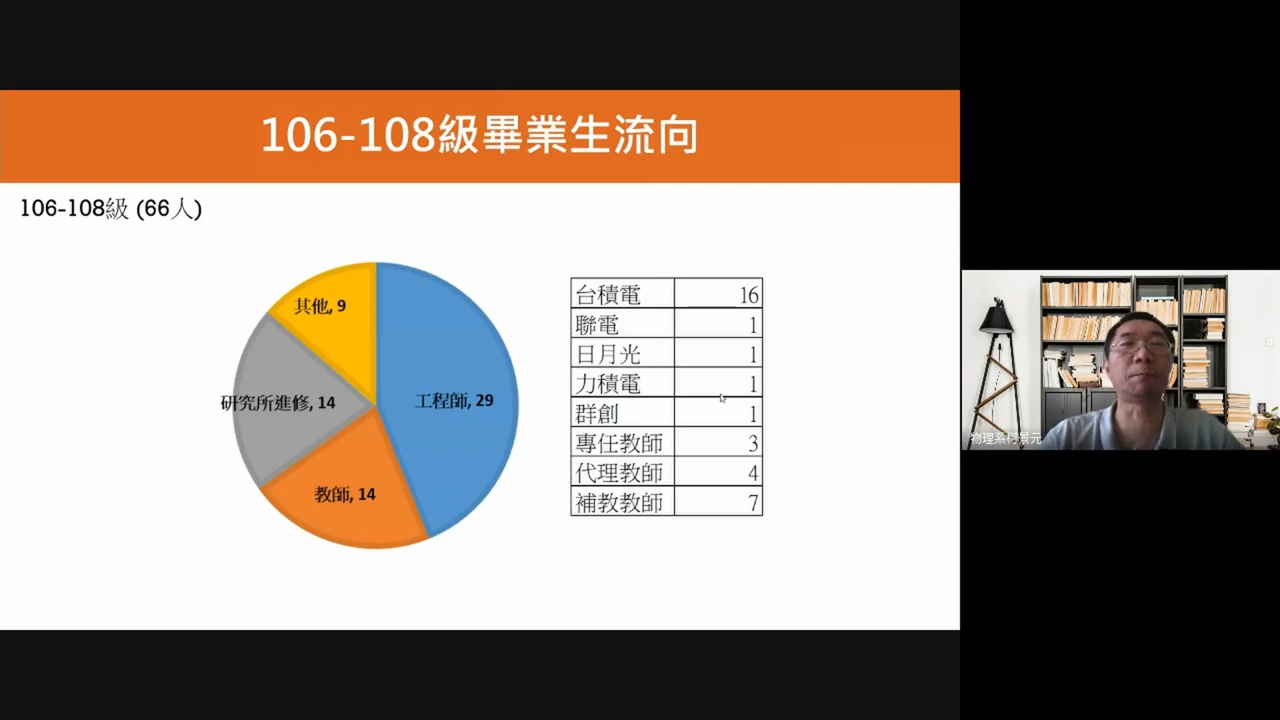 106-108級畢業生流向
106-108級 (66人)
其他, 9
研究所進修, 14
工程師, 29
教師, 14
台積電 16
聯電 1
日月光 1
力積電 1
群創 1
專任教師 3
代理教師 4
補教教師 7
物理系柯景元